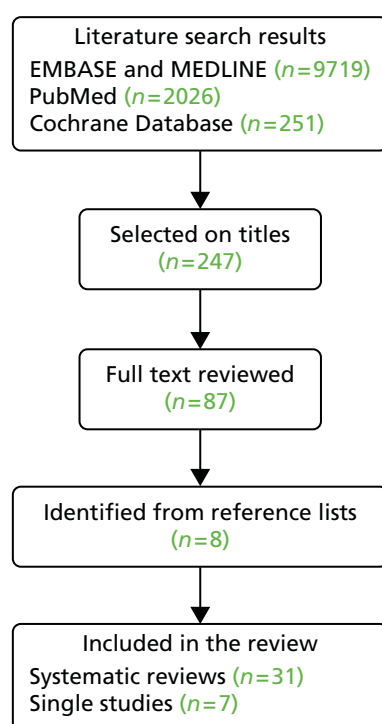 Literature search results
EMBASE and MEDLINE (n=9719)
PubMed (n=2026)
Cochrane Database (n=251)
Selected on titles
(n=247)
Full text reviewed
(n=87)
Identified from reference lists
(n=8)
Included in the review
Systematic reviews (n=31)
Single studies (n=7)